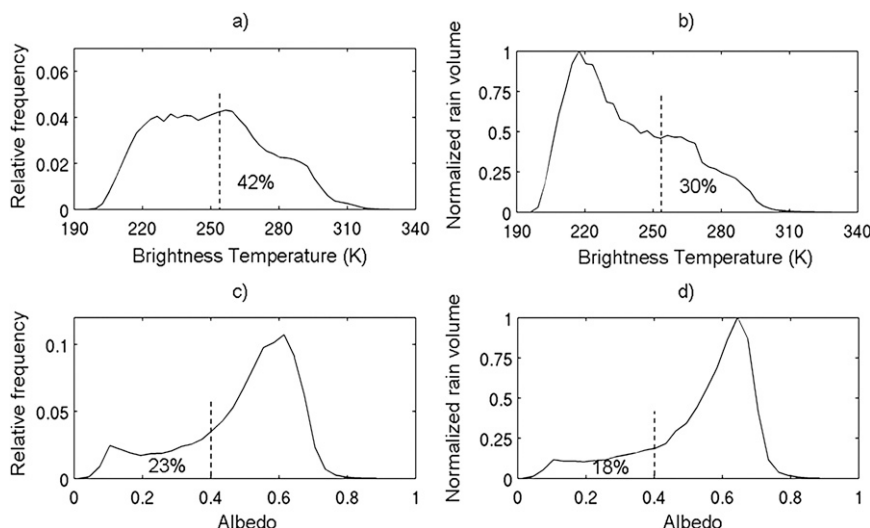 a)
Relative frequency
0.06
0.04
0.02
0
42%
190 220 250 280 310 340
Brightness Temperature (K)
b)
Normalized rain volume
1
0.75
0.5
0.25
0
30%
190 220 250 280 310 340
Brightness Temperature (K)
c)
Relative frequency
0.1
0.05
0
23%
0 0.2 0.4 0.6 0.8 1
Albedo
d)
Normalized rain volume
1
0.75
0.5
0.25
0
18%
0 0.2 0.4 0.6 0.8 1
Albedo